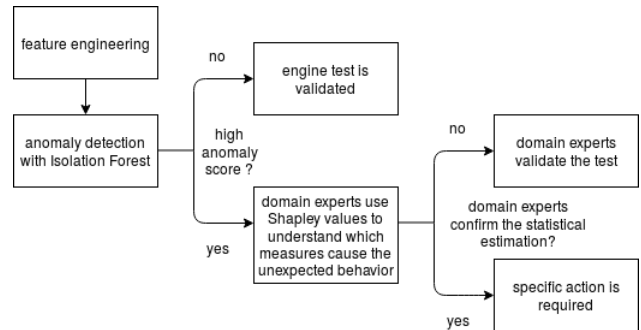 feature engineering
anomaly detection
with Isolation Forest
no
engine test is
validated
high
anomaly
score ?
yes
domain experts use
Shapley values to
understand which
measures cause the
unexpected behavior
no
domain experts
validate the test
domain experts
confirm the statistical
estimation?
yes
specific action is
required